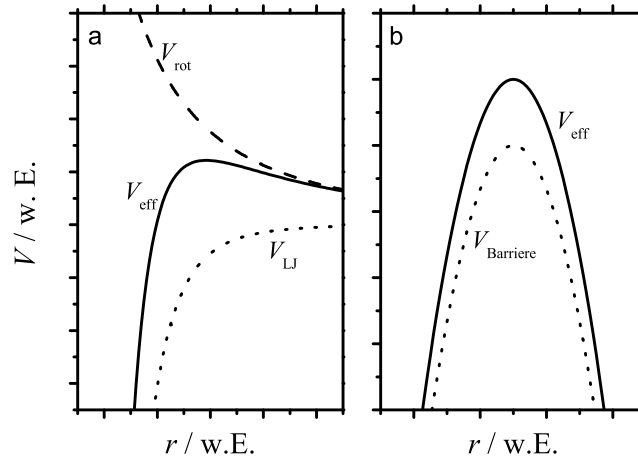 a
V_rot
V_eff
V_LJ
V / w. E.
r / w.E.
b
V_eff
V_Barriere
r / w.E.